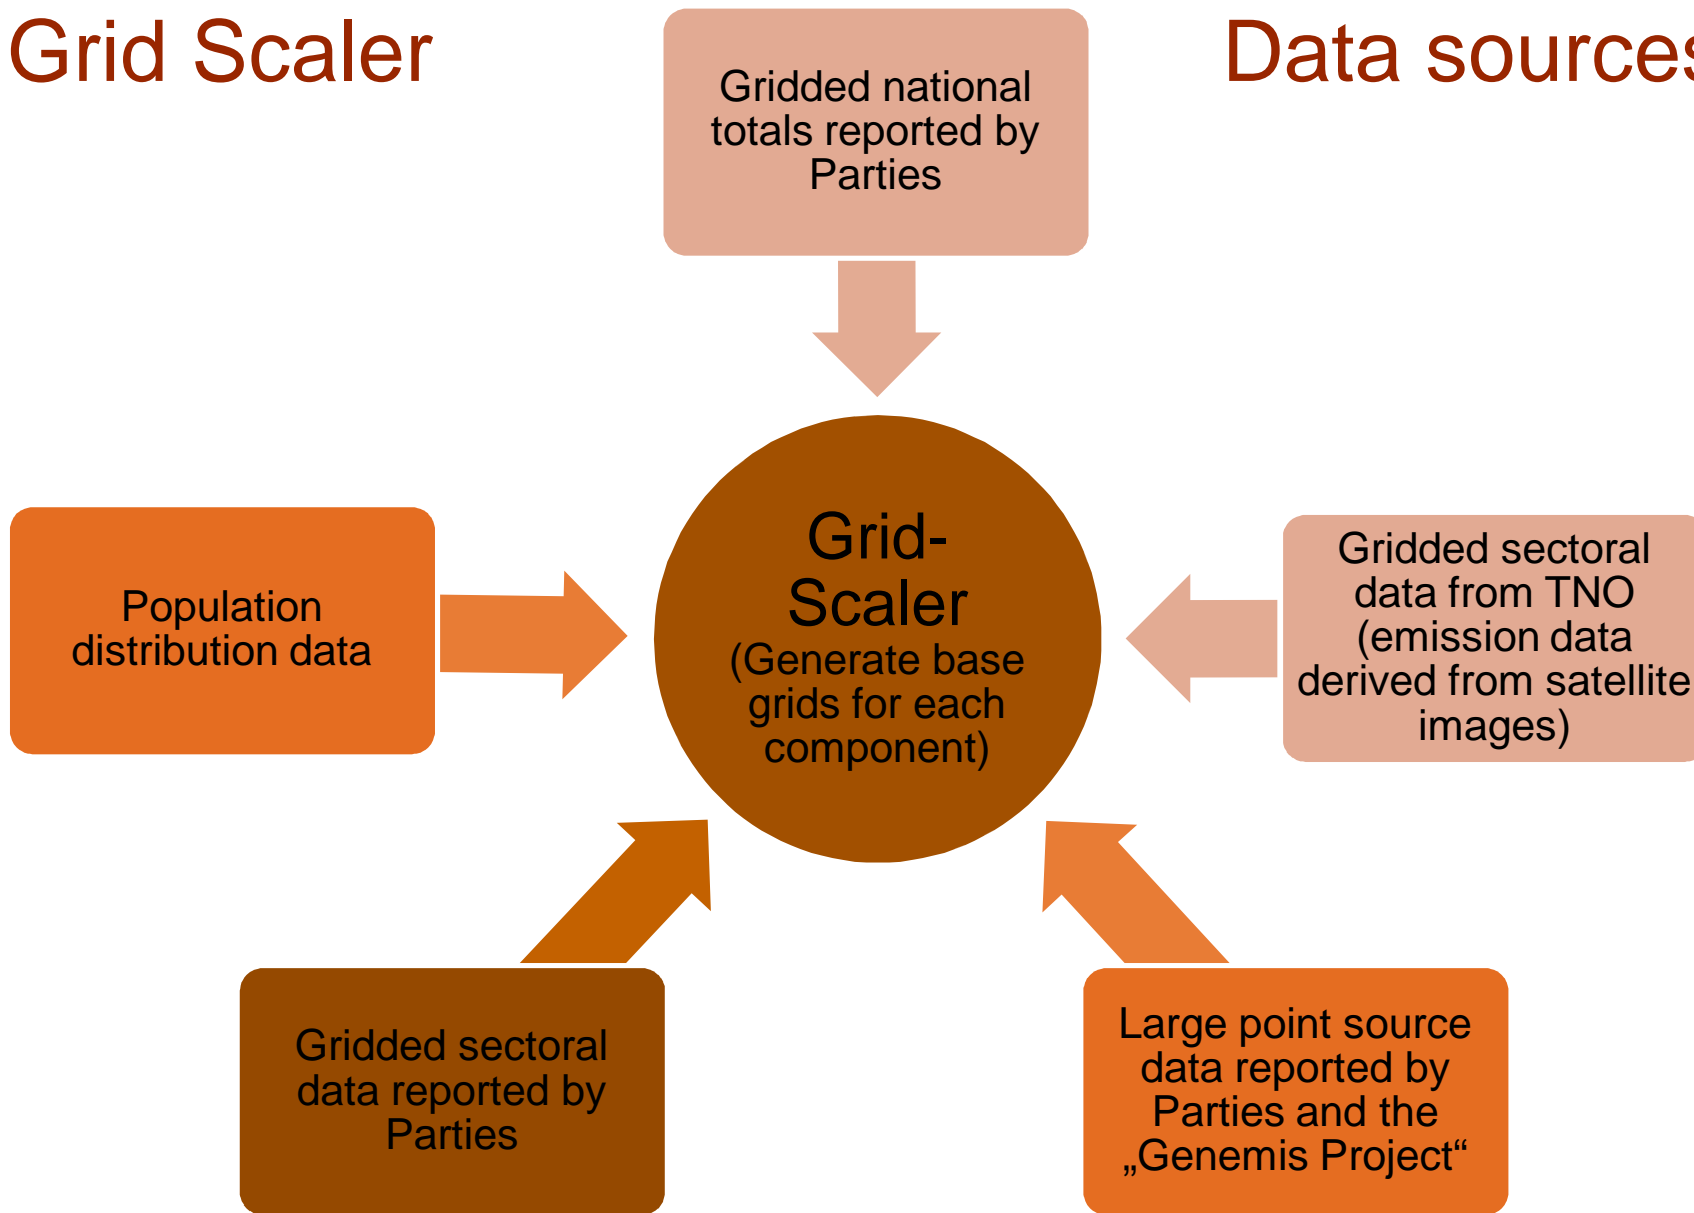 Grid Scaler
Data sources
Gridded national
totals reported by
Parties
Population
distribution data
Grid-
Scaler
(Generate base
grids for each
component)
Gridded sectoral
data from TNO
(emission data
derived from satellite
images)
Gridded sectoral
data reported by
Parties
Large point source
data reported by
Parties and the
„Genemis Project“